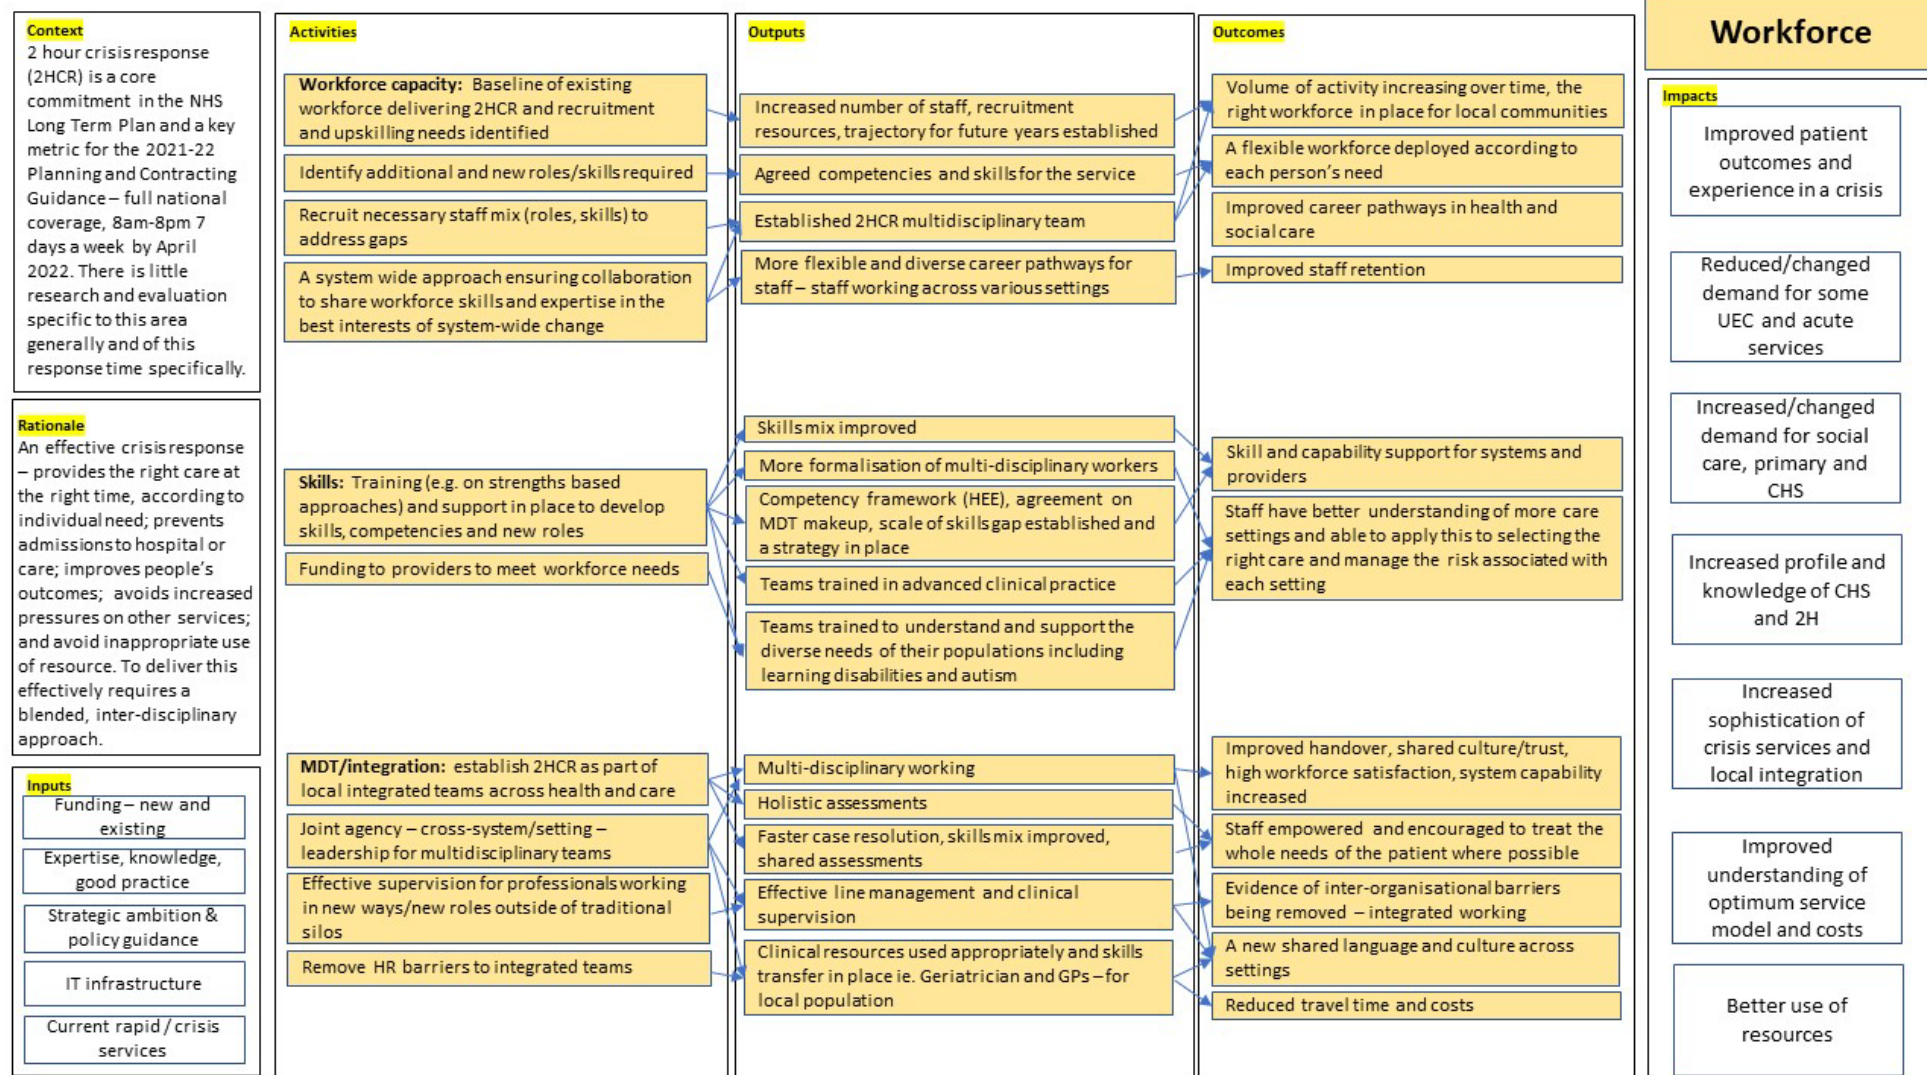 Context
2 hour crisis response
(2HCR) is a core
commitment in the NHS
Long Term Plan and a key
metric for the 2021-22
Planning and Contracting
Guidance – full national
coverage, 8am-8pm 7
days a week by April
2022. There is little
research and evaluation
specific to this area
generally and of this
response time specifically.
Rationale
An effective crisis response
– provides the right care at
the right time, according to
individual need; prevents
admissions to hospital or
care; improves people's
outcomes; avoids increased
pressures on other services;
and avoid inappropriate use
of resource. To deliver this
effectively requires a
blended, inter-disciplinary
approach.
Inputs
Funding – new and
existing
Expertise, knowledge,
good practice
Strategic ambition &
policy guidance
IT infrastructure
Current rapid / crisis
services
Activities
Workforce capacity: Baseline of existing
workforce delivering 2HCR and recruitment
and upskilling needs identified
Identify additional and new roles/skills required
Recruit necessary staff mix (roles, skills) to
address gaps
A system wide approach ensuring collaboration
to share workforce skills and expertise in the
best interests of system-wide change
Skills: Training (e.g. on strengths based
approaches) and support in place to develop
skills, competencies and new roles
Funding to providers to meet workforce needs
MDT/integration: establish 2HCR as part of
local integrated teams across health and care
Joint agency – cross-system/setting –
leadership for multidisciplinary teams
Effective supervision for professionals working
in new ways/new roles outside of traditional
silos
Remove HR barriers to integrated teams
Outputs
Increased number of staff, recruitment
resources, trajectory for future years established
Agreed competencies and skills for the service
Established 2HCR multidisciplinary team
More flexible and diverse career pathways for
staff – staff working across various settings
Skills mix improved
More formalisation of multi-disciplinary workers
Competency framework (HEE), agreement on
MDT makeup, scale of skills gap established and
a strategy in place
Teams trained in advanced clinical practice
Teams trained to understand and support the
diverse needs of their populations including
learning disabilities and autism
Multi-disciplinary working
Holistic assessments
Faster case resolution, skills mix improved,
shared assessments
Effective line management and clinical
supervision
Clinical resources used appropriately and skills
transfer in place ie. Geriatrician and GPs – for
local population
Outcomes
Volume of activity increasing over time, the
right workforce in place for local communities
A flexible workforce deployed according to
each person's need
Improved career pathways in health and
social care
Improved staff retention
Skill and capability support for systems and
providers
Staff have better understanding of more care
settings and able to apply this to selecting the
right care and manage the risk associated with
each setting
Improved handover, shared culture/trust,
high workforce satisfaction, system capability
increased
Staff empowered and encouraged to treat the
whole needs of the patient where possible
Evidence of inter-organisational barriers
being removed – integrated working
A new shared language and culture across
settings
Reduced travel time and costs
Workforce
Impacts
Improved patient
outcomes and
experience in a crisis
Reduced/changed
demand for some
UEC and acute
services
Increased/changed
demand for social
care, primary and
CHS
Increased profile and
knowledge of CHS
and 2H
Increased
sophistication of
crisis services and
local integration
Improved
understanding of
optimum service
model and costs
Better use of
resources